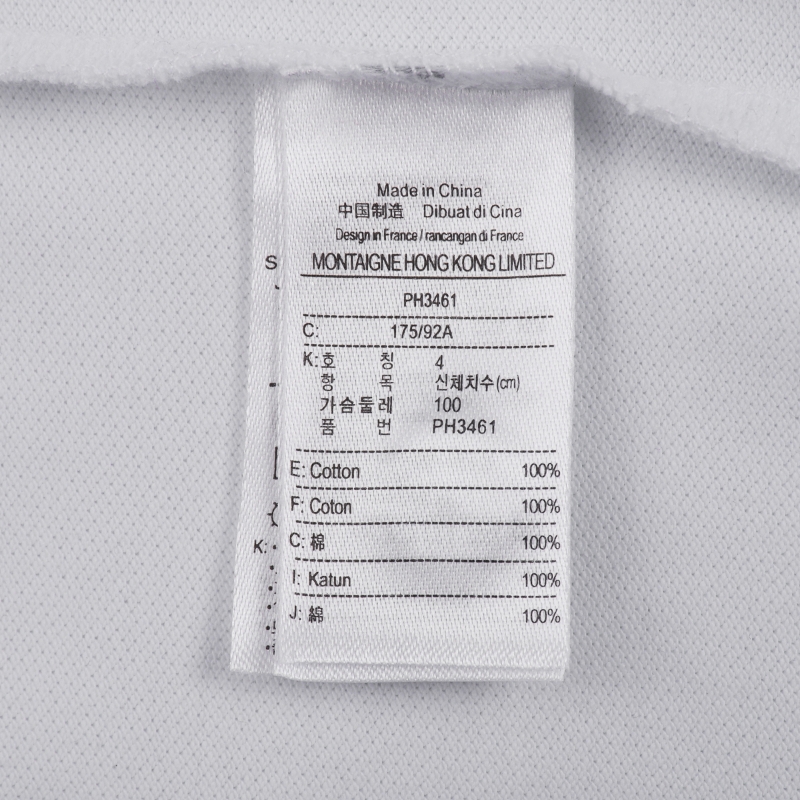 Made in China
中国制造 Dibuat di Cina
Design in France / rancangan di France
MONTAIGNE HONG KONG LIMITED
PH3461
C: 175/92A
K: 호 칭 4
항 목 신체치수(cm)
가슴둘레 100
품 번 PH3461
E: Cotton 100%
F: Coton 100%
C: 棉 100%
I: Katun 100%
J: 綿 100%
S
K: